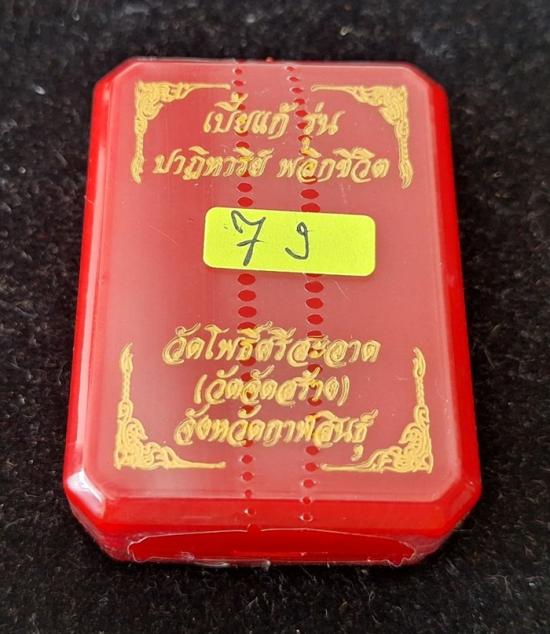 เบี้ยแก้ รุ่น
ปาฏิหาริย์ พลิกชีวิต
79
วัดโพธิ์ศรีสะอาด
(วัดจัดสร้าง)
จังหวัดกาฬสินธุ์